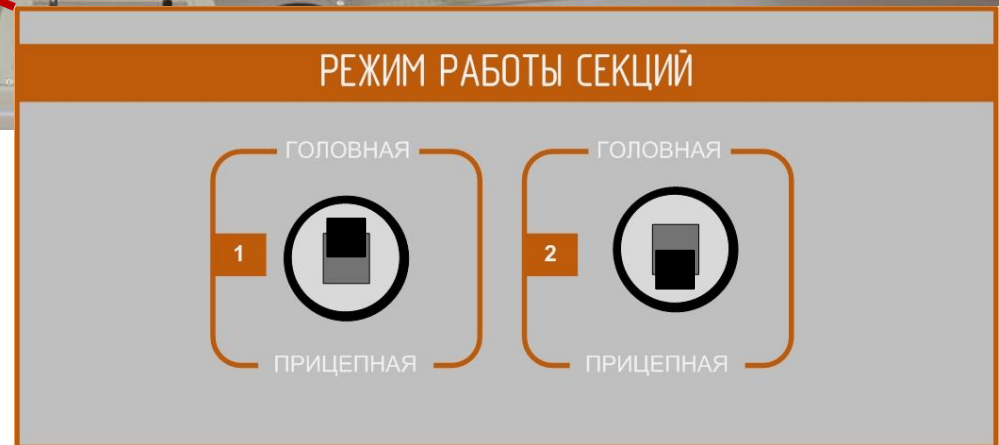 РЕЖИМ РАБОТЫ СЕКЦИЙ
ГОЛОВНАЯ ГОЛОВНАЯ
1 2
ПРИЦЕПНАЯ ПРИЦЕПНАЯ